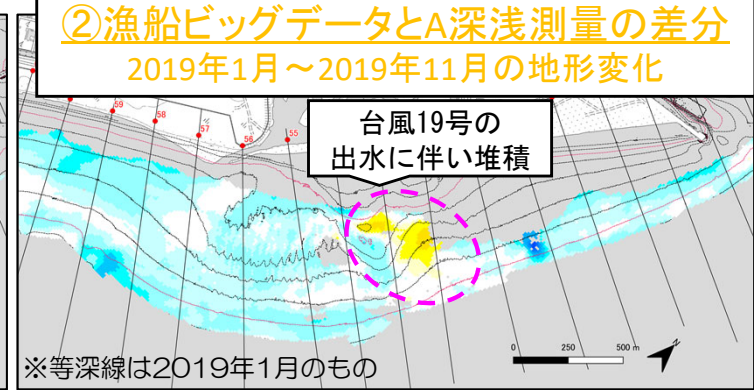 ②漁船ビッグデータとA深浅測量の差分
2019年1月～2019年11月の地形変化
59
58
57
56
55
台風19号の
出水に伴い堆積
0 250 500 m
※等深線は2019年1月のもの